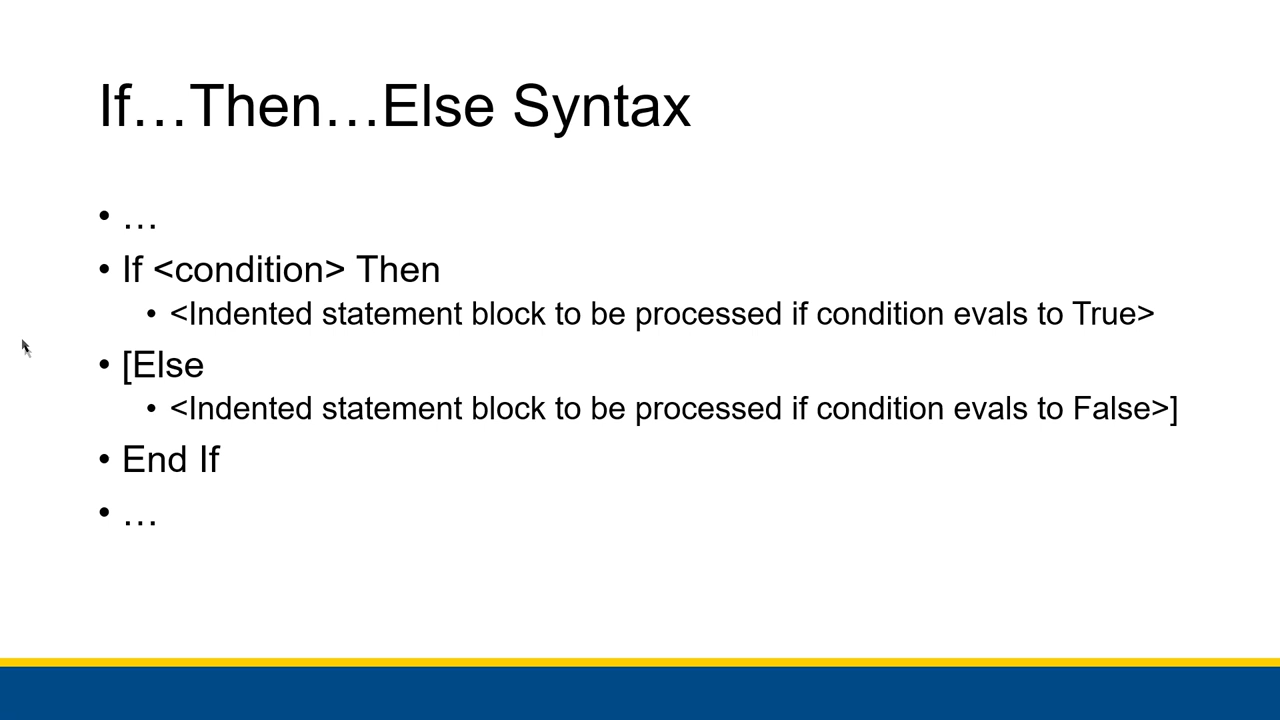 If…Then…Else Syntax
• …
• If <condition> Then
• <Indented statement block to be processed if condition evals to True>
• [Else
• <Indented statement block to be processed if condition evals to False>]
• End If
• …